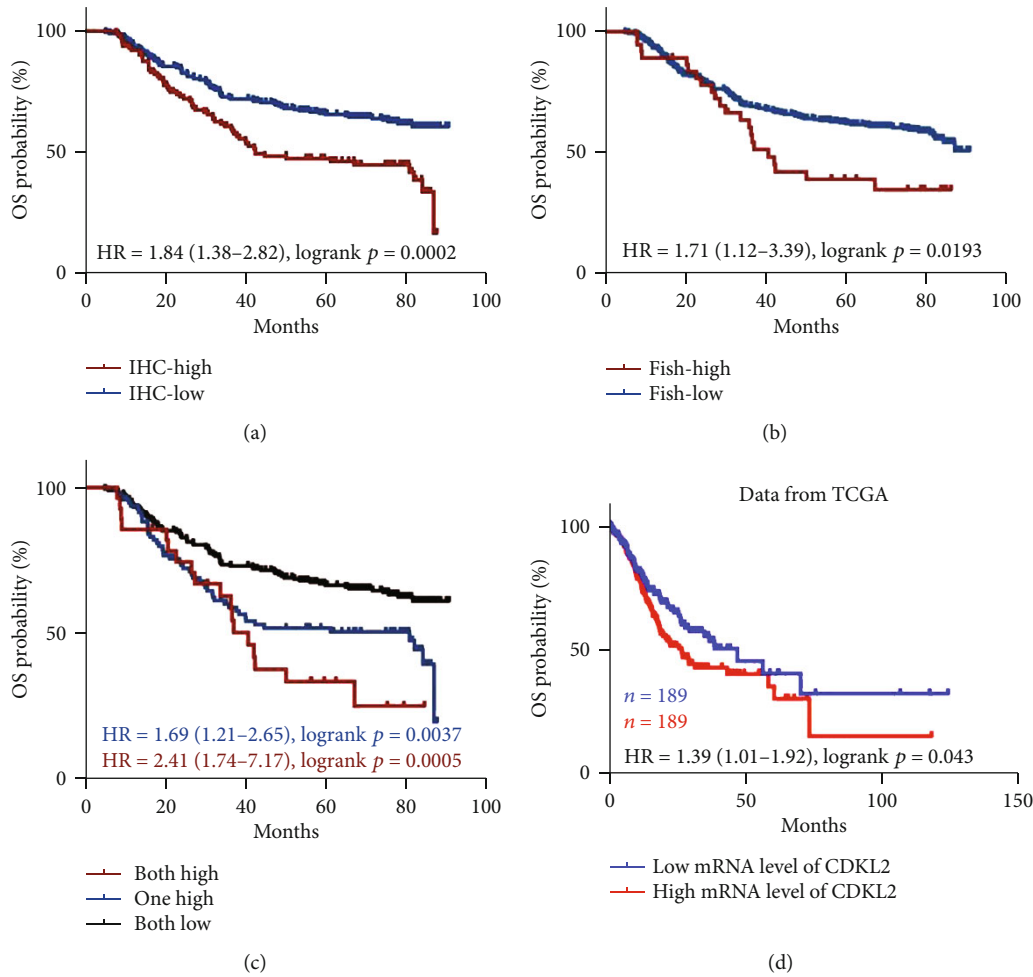 OS probability (%)
100
50
0
HR = 1.84 (1.38–2.82), logrank p = 0.0002
0 20 40 60 80 100
Months
IHC-high
IHC-low
(a)
OS probability (%)
100
50
0
HR = 1.71 (1.12–3.39), logrank p = 0.0193
0 20 40 60 80 100
Months
Fish-high
Fish-low
(b)
OS probability (%)
100
50
0
HR = 1.69 (1.21–2.65), logrank p = 0.0037
HR = 2.41 (1.74–7.17), logrank p = 0.0005
0 20 40 60 80 100
Months
Both high
One high
Both low
(c)
Data from TCGA
OS probability (%)
100
50
0
n = 189
n = 189
HR = 1.39 (1.01–1.92), logrank p = 0.043
0 50 100 150
Months
Low mRNA level of CDKL2
High mRNA level of CDKL2
(d)